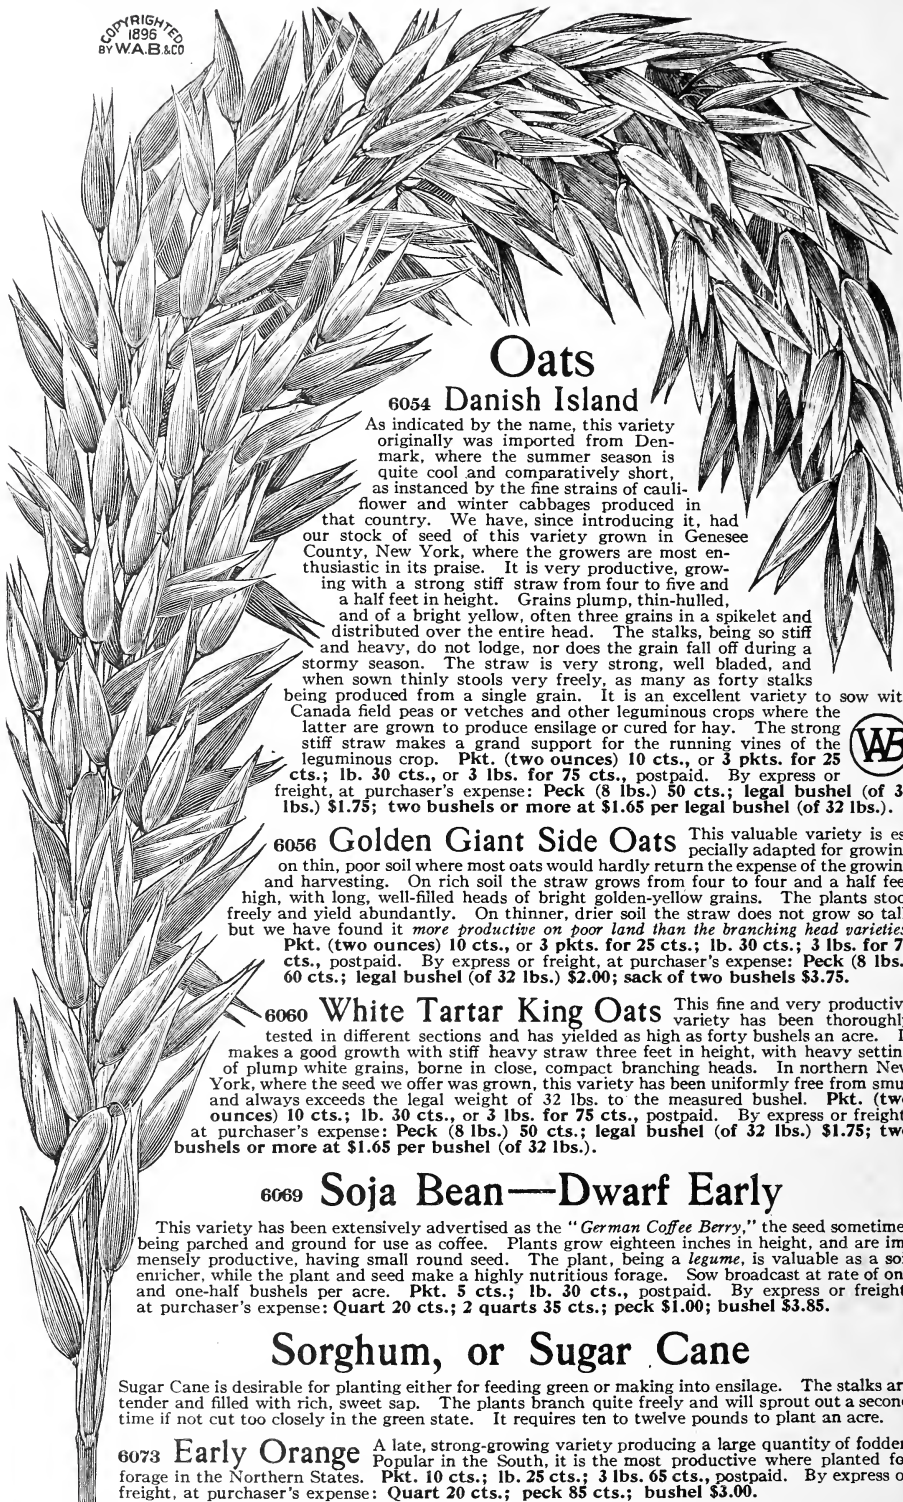 COPYRIGHTED
1896
BY W.A.B.&CO
Oats
6054 Danish Island
As indicated by the name, this variety
originally was imported from Den-
mark, where the summer season is
quite cool and comparatively short,
as instanced by the fine strains of cauli-
flower and winter cabbages produced in
that country. We have, since introducing it, had
our stock of seed of this variety grown in Genesee
County, New York, where the growers are most en-
thusiastic in its praise. It is very productive, grow-
ing with a strong stiff straw from four to five and
a half feet in height. Grains plump, thin-hulled,
and of a bright yellow, often three grains in a spikelet and
distributed over the entire head. The stalks, being so stiff
and heavy, do not lodge, nor does the grain fall off during a
stormy season. The straw is very strong, well bladed, and
when sown thinly stools very freely, as many as forty stalks
being produced from a single grain. It is an excellent variety to sow wit
Canada field peas or vetches and other leguminous crops where the
latter are grown to produce ensilage or cured for hay. The strong
stiff straw makes a grand support for the running vines of the
leguminous crop. Pkt. (two ounces) 10 cts., or 3 pkts. for 25
cts.; lb. 30 cts., or 3 lbs. for 75 cts., postpaid. By express or
freight, at purchaser's expense: Peck (8 lbs.) 50 cts.; legal bushel (of 3
lbs.) $1.75; two bushels or more at $1.65 per legal bushel (of 32 lbs.).
WAB
6056 Golden Giant Side Oats This valuable variety is es
pecially adapted for growin
on thin, poor soil where most oats would hardly return the expense of the growin
and harvesting. On rich soil the straw grows from four to four and a half fee
high, with long, well-filled heads of bright golden-yellow grains. The plants stoo
freely and yield abundantly. On thinner, drier soil the straw does not grow so tal
but we have found it more productive on poor land than the branching head varieties
Pkt. (two ounces) 10 cts., or 3 pkts. for 25 cts.; lb. 30 cts.; 3 lbs. for 7
cts., postpaid. By express or freight, at purchaser's expense: Peck (8 lbs.
60 cts.; legal bushel (of 32 lbs.) $2.00; sack of two bushels $3.75.
6060 White Tartar King Oats This fine and very productiv
variety has been thoroughl
tested in different sections and has yielded as high as forty bushels an acre. I
makes a good growth with stiff heavy straw three feet in height, with heavy settin
of plump white grains, borne in close, compact branching heads. In northern Nev
York, where the seed we offer was grown, this variety has been uniformly free from smu
and always exceeds the legal weight of 32 lbs. to the measured bushel. Pkt. (tw
ounces) 10 cts.; lb. 30 cts., or 3 lbs. for 75 cts., postpaid. By express or freight
at purchaser's expense: Peck (8 lbs.) 50 cts.; legal bushel (of 32 lbs.) $1.75; tw
bushels or more at $1.65 per bushel (of 32 lbs.).
6069 Soja Bean—Dwarf Early
This variety has been extensively advertised as the "German Coffee Berry," the seed sometime
being parched and ground for use as coffee. Plants grow eighteen inches in height, and are im
mensely productive, having small round seed. The plant, being a legume, is valuable as a so
enricher, while the plant and seed make a highly nutritious forage. Sow broadcast at rate of on
and one-half bushels per acre. Pkt. 5 cts.; lb. 30 cts., postpaid. By express or freight
at purchaser's expense: Quart 20 cts.; 2 quarts 35 cts.; peck $1.00; bushel $3.85.
Sorghum, or Sugar Cane
Sugar Cane is desirable for planting either for feeding green or making into ensilage. The stalks ar
tender and filled with rich, sweet sap. The plants branch quite freely and will sprout out a secon
time if not cut too closely in the green state. It requires ten to twelve pounds to plant an acre.
6073 Early Orange A late, strong-growing variety producing a large quantity of fodder
Popular in the South, it is the most productive where planted fo
forage in the Northern States. Pkt. 10 cts.; lb. 25 cts.; 3 lbs. 65 cts., postpaid. By express o
freight, at purchaser's expense: Quart 20 cts.; peck 85 cts.; bushel $3.00.